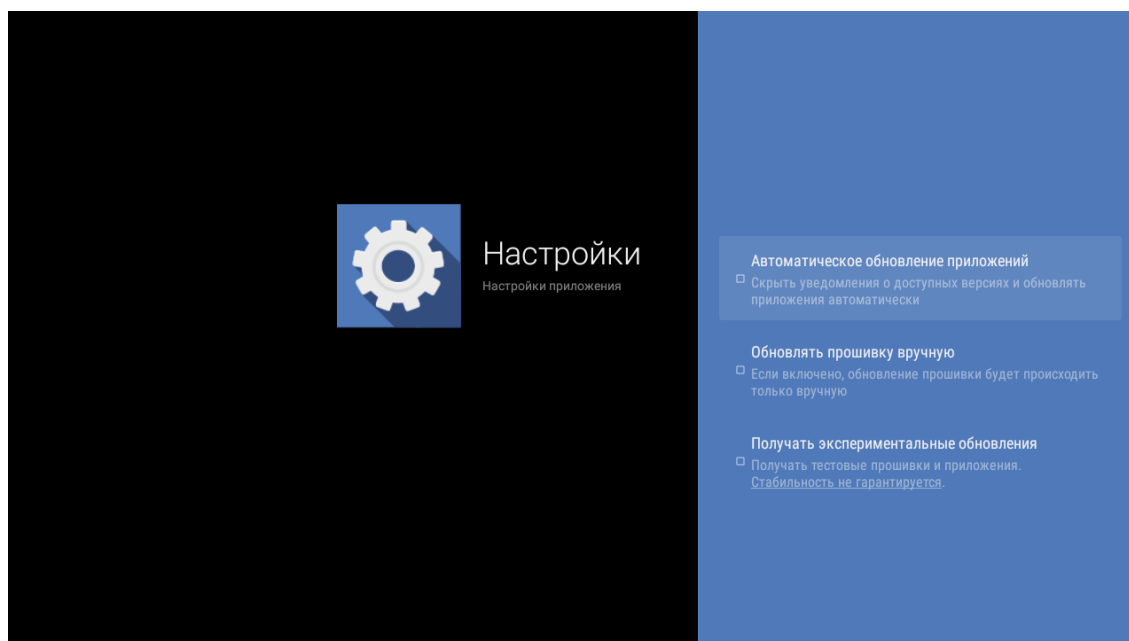 Настройки
Настройки приложения
Автоматическое обновление приложений
Скрыть уведомления о доступных версиях и обновлять
приложения автоматически
Обновлять прошивку вручную
Если включено, обновление прошивки будет происходить
только вручную
Получать экспериментальные обновления
Получать тестовые прошивки и приложения.
Стабильность не гарантируется.